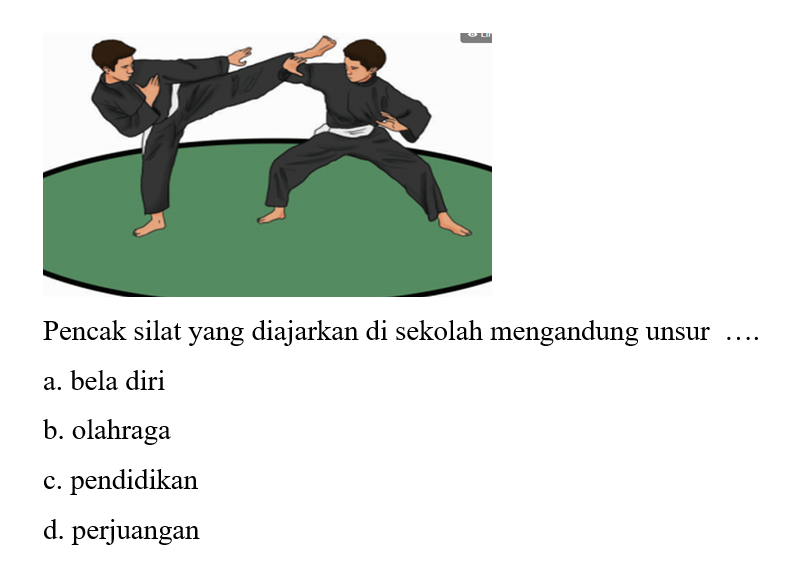 Pencak silat yang diajarkan di sekolah mengandung unsur ....
a. bela diri
b. olahraga
c. pendidikan
d. perjuangan